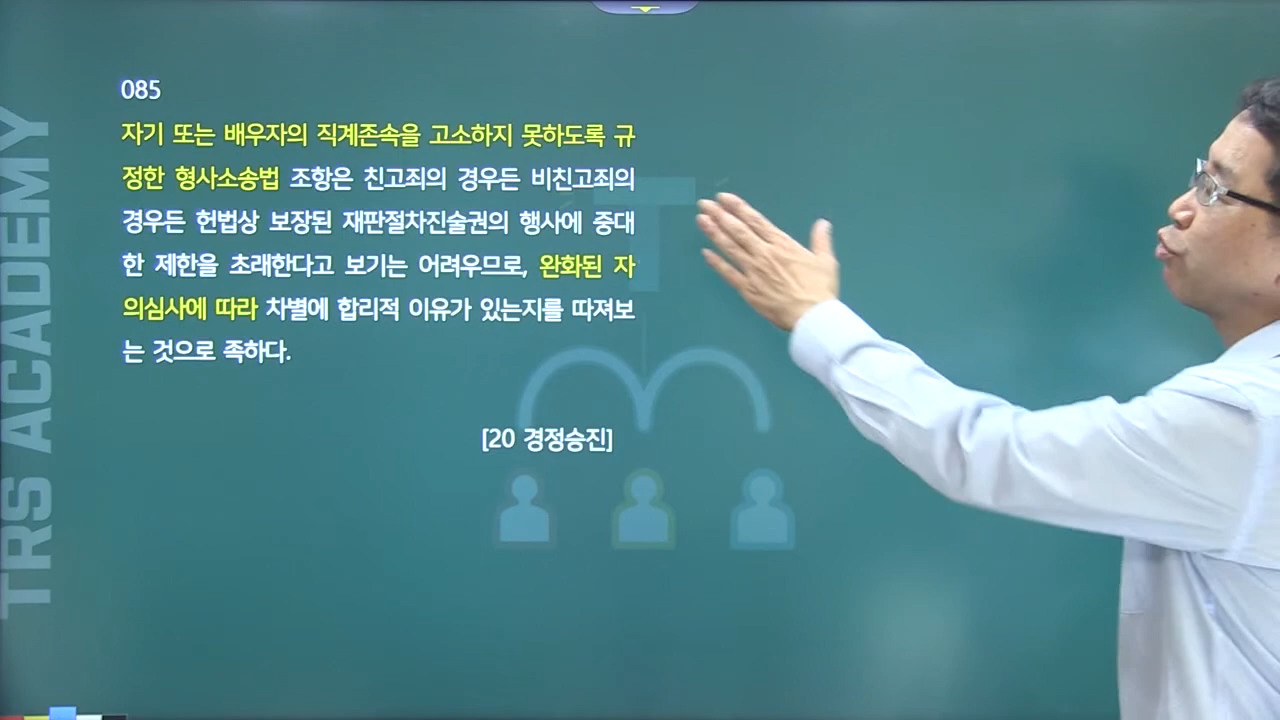 085
자기 또는 배우자의 직계존속을 고소하지 못하도록 규
정한 형사소송법 조항은 친고죄의 경우든 비친고죄의
경우든 헌법상 보장된 재판절차진술권의 행사에 중대
한 제한을 초래한다고 보기는 어려우므로, 완화된 자
의심사에 따라 차별에 합리적 이유가 있는지를 따져보
는 것으로 족하다.
[20 경정승진]
TRS ACADEMY